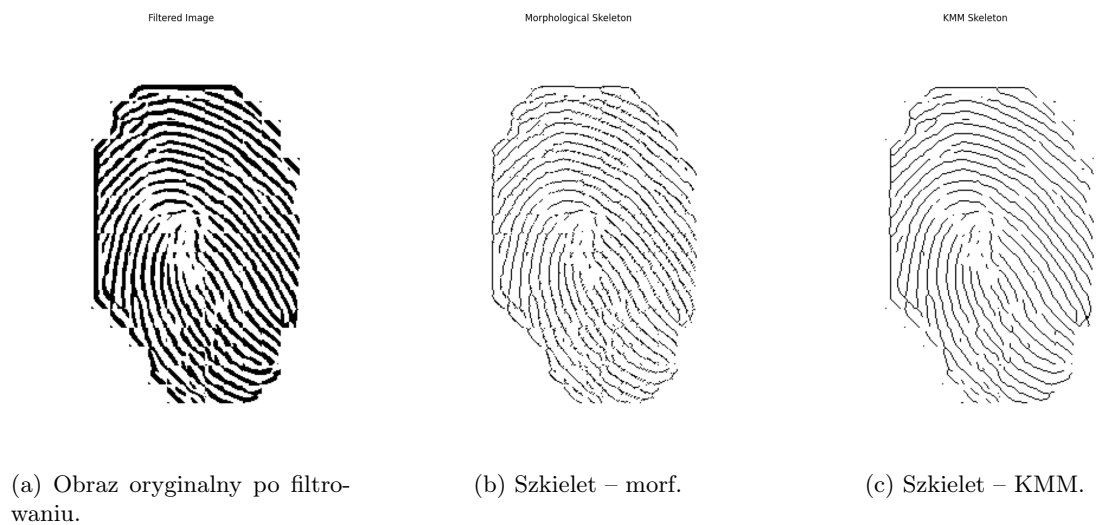 Filtered Image
Morphological Skeleton
KMM Skeleton
(a) Obraz oryginalny po filtro-
waniu.
(b) Szkielet – morf.
(c) Szkielet – KMM.